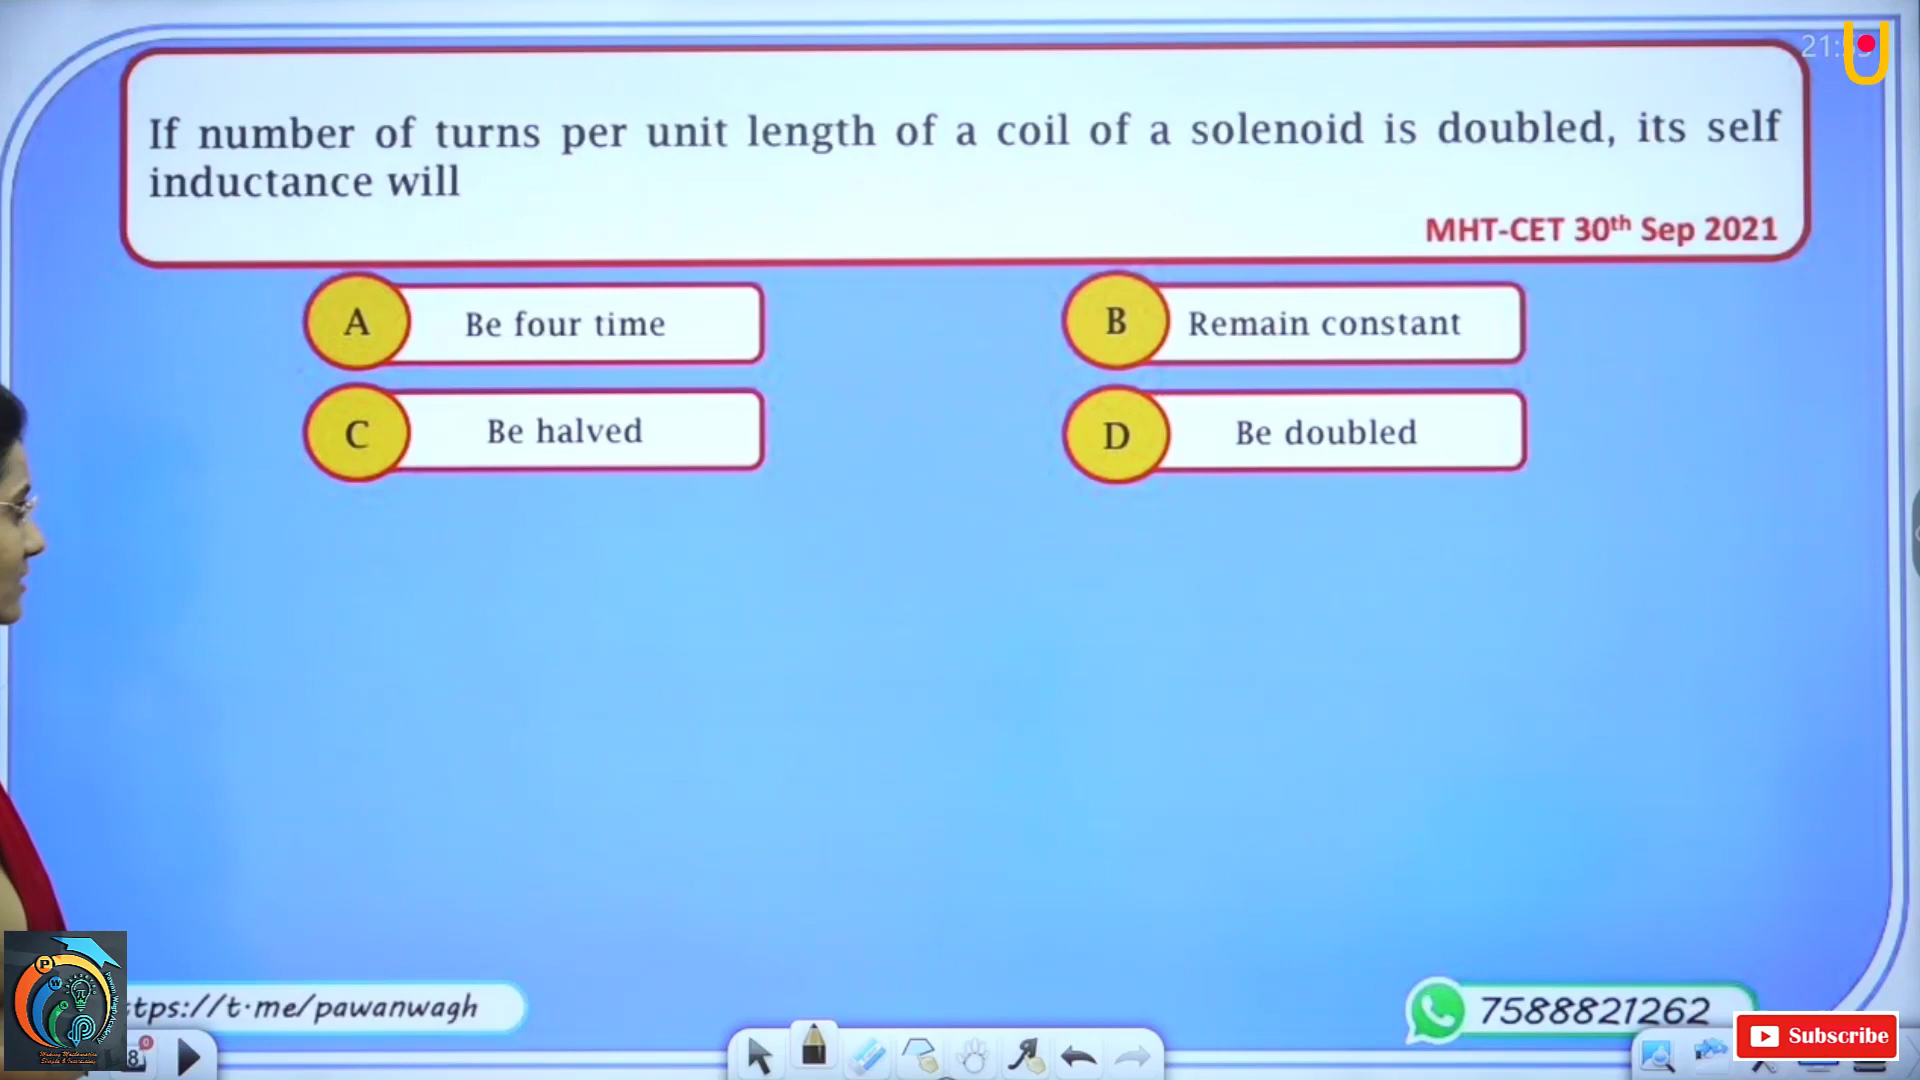 If number of turns per unit length of a coil of a solenoid is doubled, its self
inductance will
MHT-CET 30th Sep 2021
A Be four time
B Remain constant
C Be halved
D Be doubled
tps://t.me/pawanwagh
7588821262
Subscribe